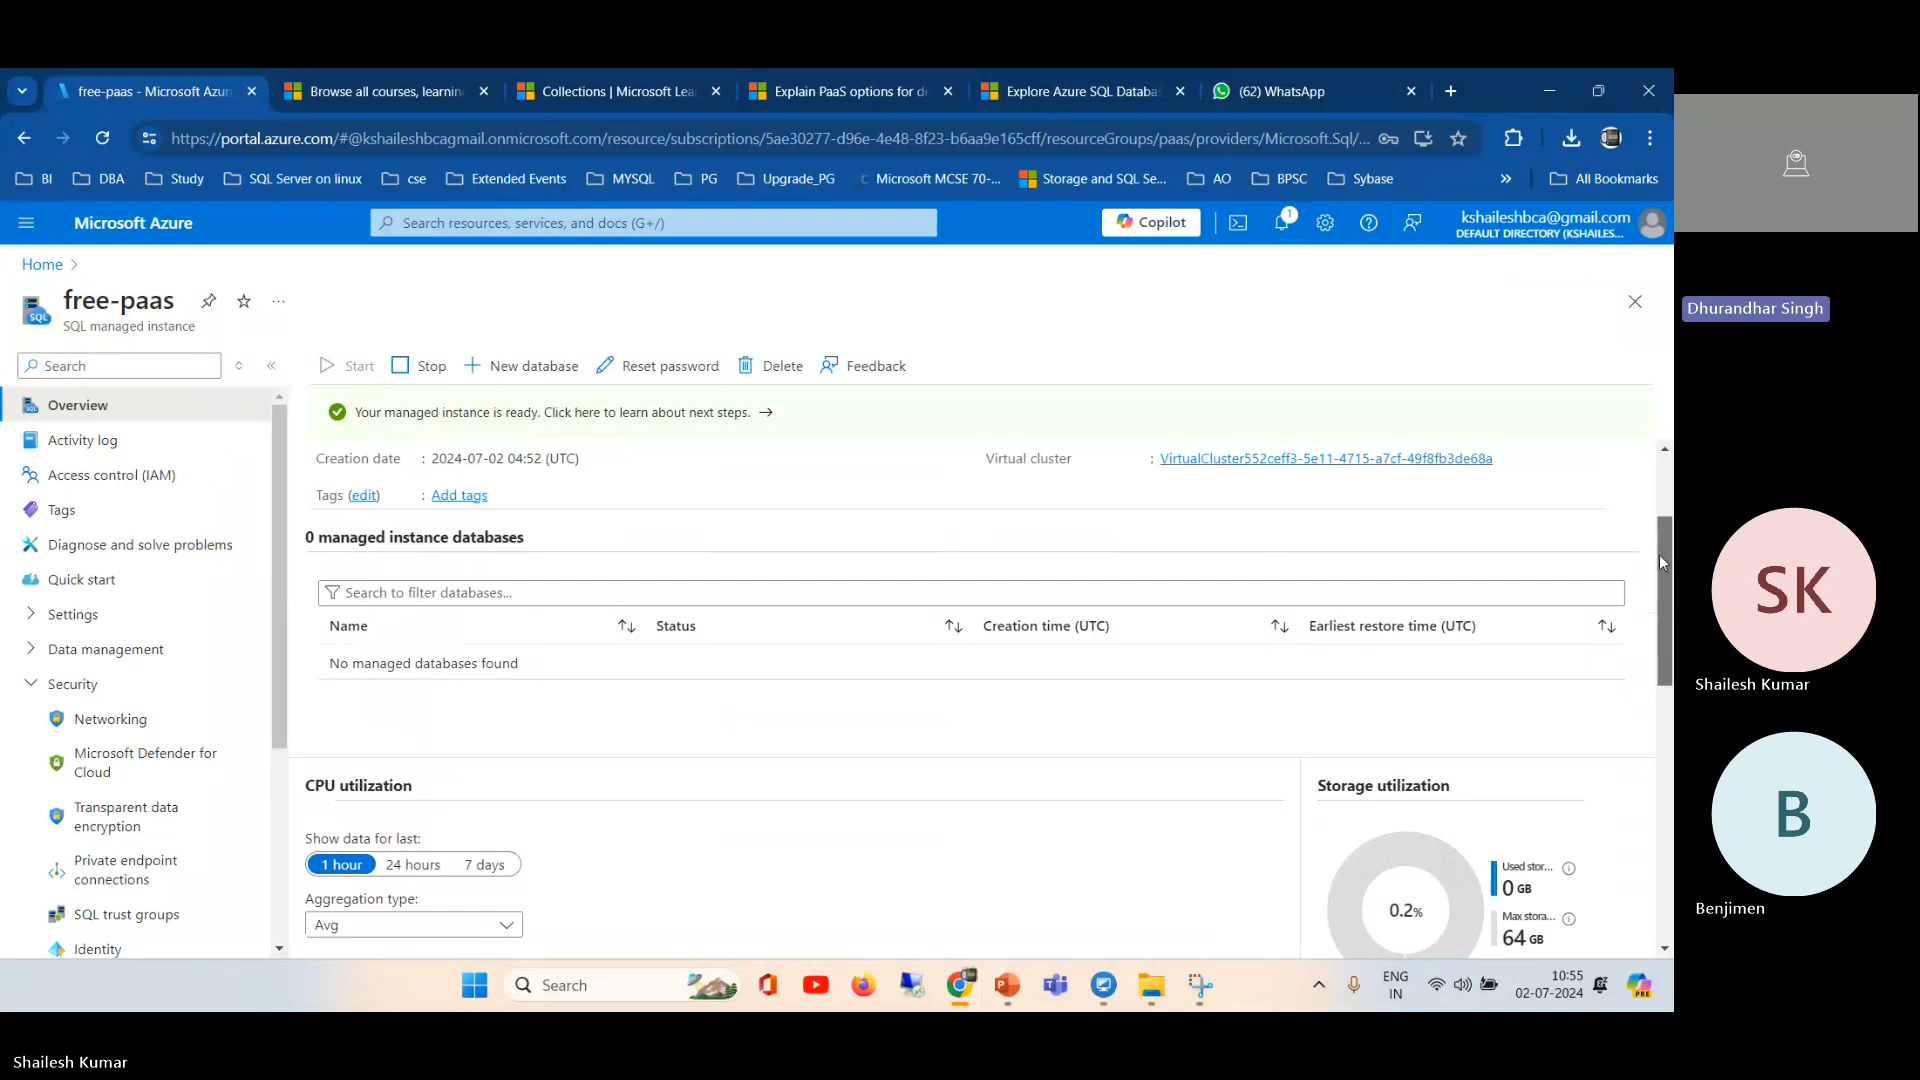 free-paas - Microsoft Azur
Browse all courses, learnin
Collections | Microsoft Lea
Explain PaaS options for de
Explore Azure SQL Databa
(62) WhatsApp
https://portal.azure.com/#@kshaileshbcagmail.onmicrosoft.com/resource/subscriptions/5ae30277-d96e-4e48-8f23-b6aa9e165cff/resourceGroups/paas/providers/Microsoft.Sql/...
BI
DBA
Study
SQL Server on linux
cse
Extended Events
MYSQL
PG
Upgrade_PG
Microsoft MCSE 70-...
Storage and SQL Se...
AO
BPSC
Sybase
All Bookmarks
Microsoft Azure
Search resources, services, and docs (G+/)
Copilot
1
kshaileshbca@gmail.com
DEFAULT DIRECTORY (KSHAILES...
Home
free-paas
SQL managed instance
SQL
Search
Start
Stop
New database
Reset password
Delete
Feedback
Your managed instance is ready. Click here to learn about next steps. →
Overview
Activity log
Access control (IAM)
Tags
Diagnose and solve problems
Quick start
Settings
Data management
Security
Networking
Microsoft Defender for
Cloud
Transparent data
encryption
Private endpoint
connections
SQL trust groups
Identity
Creation date : 2024-07-02 04:52 (UTC)
Virtual cluster : VirtualCluster552ceff3-5e11-4715-a7cf-49f8fb3de68a
Tags (edit) : Add tags
0 managed instance databases
Search to filter databases...
Name
Status
Creation time (UTC)
Earliest restore time (UTC)
No managed databases found
CPU utilization
Show data for last:
1 hour
24 hours
7 days
Aggregation type:
Avg
Storage utilization
0.2%
Used stor...
0 GB
Max stora...
64 GB
Search
ENG
IN
10:55
02-07-2024
PRE
Dhurandhar Singh
SK
Shailesh Kumar
B
Benjimen
Shailesh Kumar